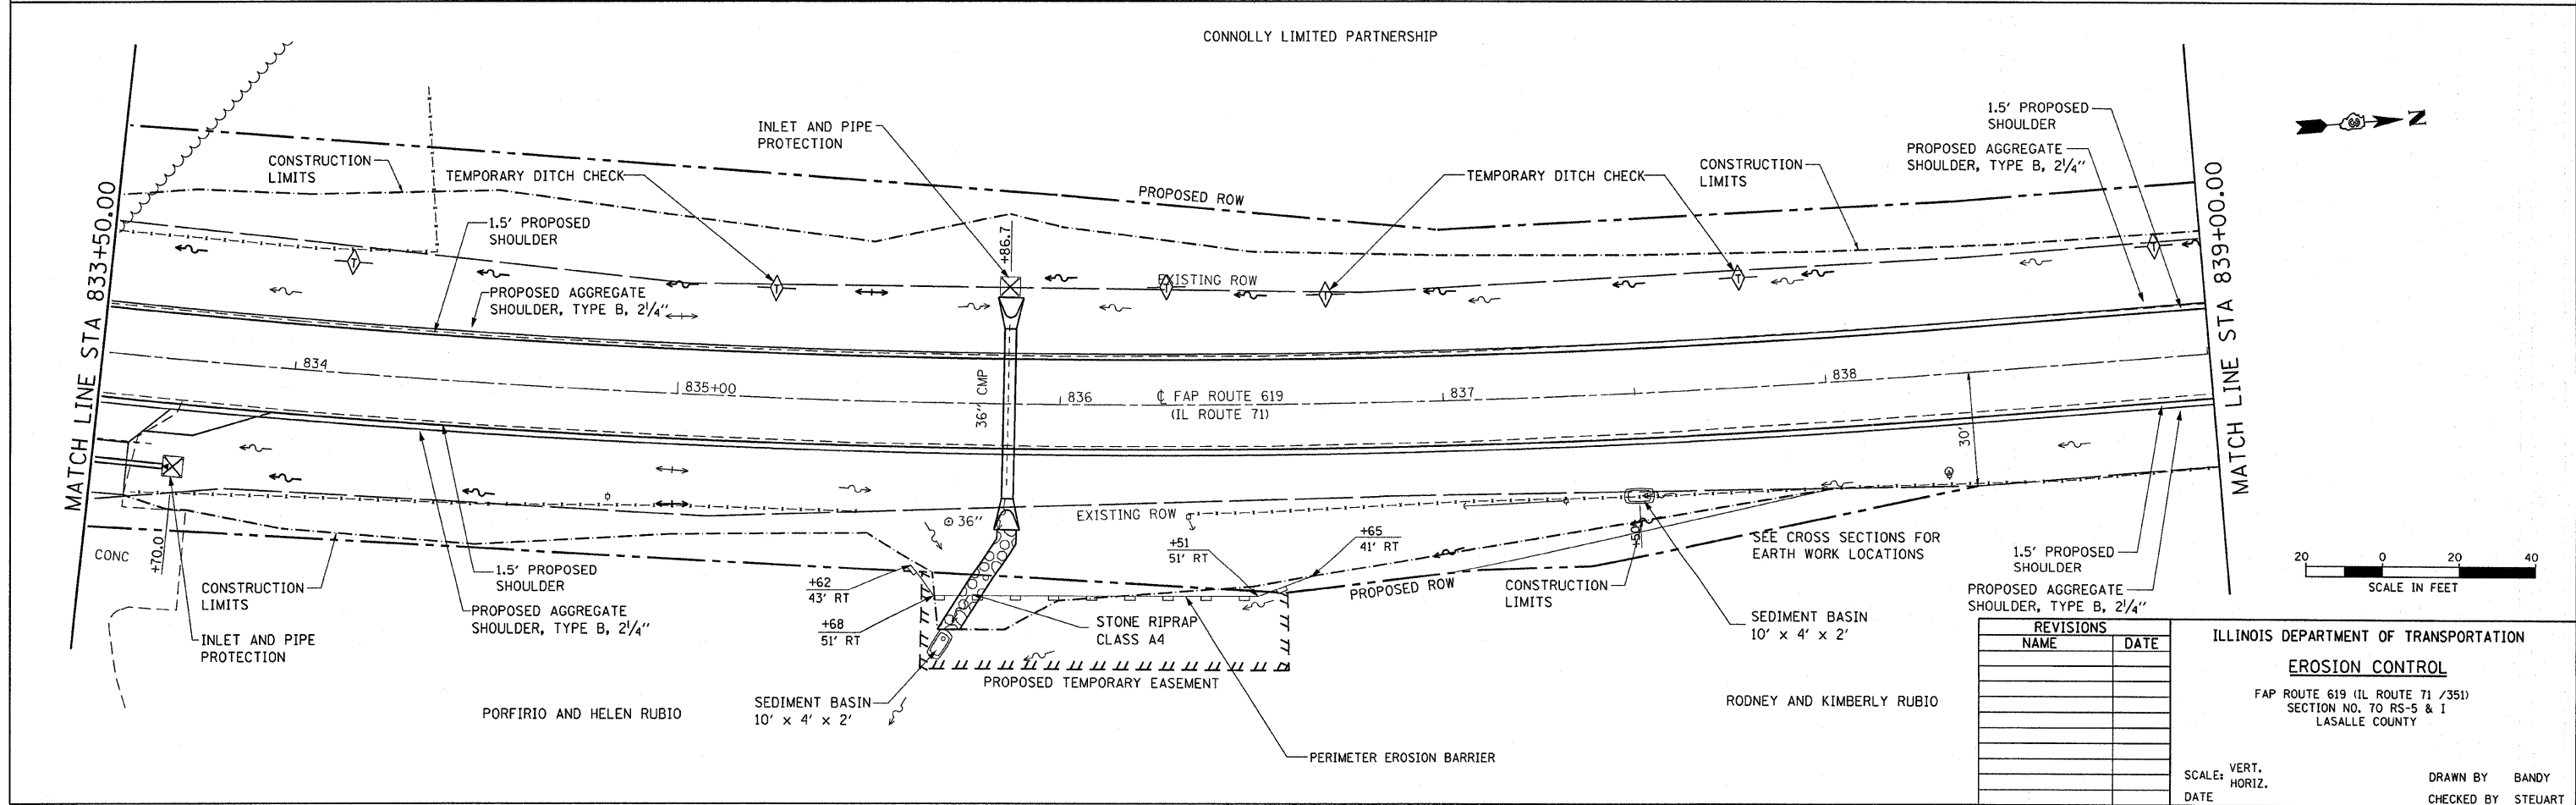 CONNOLLY LIMITED PARTNERSHIP
MATCH LINE STA 833+50.00
CONSTRUCTION
LIMITS
TEMPORARY DITCH CHECK
1.5' PROPOSED
SHOULDER
PROPOSED AGGREGATE
SHOULDER, TYPE B, 2¼"
INLET AND PIPE
PROTECTION
+86.7
PROPOSED ROW
EXISTING ROW
TEMPORARY DITCH CHECK
CONSTRUCTION
LIMITS
1.5' PROPOSED
SHOULDER
PROPOSED AGGREGATE
SHOULDER, TYPE B, 2¼"
MATCH LINE STA 839+00.00
N
T
T
T
T
T
T
834
835+00
36" CMP
836
℄ FAP ROUTE 619
(IL ROUTE 71)
837
838
30'
CONC
+70.0
CONSTRUCTION
LIMITS
INLET AND PIPE
PROTECTION
1.5' PROPOSED
SHOULDER
PROPOSED AGGREGATE
SHOULDER, TYPE B, 2¼"
36"
EXISTING ROW
+62
43' RT
+68
51' RT
+51
51' RT
+65
41' RT
STONE RIPRAP
CLASS A4
PROPOSED TEMPORARY EASEMENT
SEDIMENT BASIN
10' x 4' x 2'
PORFIRIO AND HELEN RUBIO
PERIMETER EROSION BARRIER
PROPOSED ROW
CONSTRUCTION
LIMITS
+50
SEE CROSS SECTIONS FOR
EARTH WORK LOCATIONS
SEDIMENT BASIN
10' x 4' x 2'
RODNEY AND KIMBERLY RUBIO
1.5' PROPOSED
SHOULDER
PROPOSED AGGREGATE
SHOULDER, TYPE B, 2¼"
20 0 20 40
SCALE IN FEET
REVISIONS
NAME DATE
ILLINOIS DEPARTMENT OF TRANSPORTATION
EROSION CONTROL
FAP ROUTE 619 (IL ROUTE 71 /351)
SECTION NO. 70 RS-5 & I
LASALLE COUNTY
SCALE: VERT.
HORIZ.
DATE
DRAWN BY BANDY
CHECKED BY STEUART